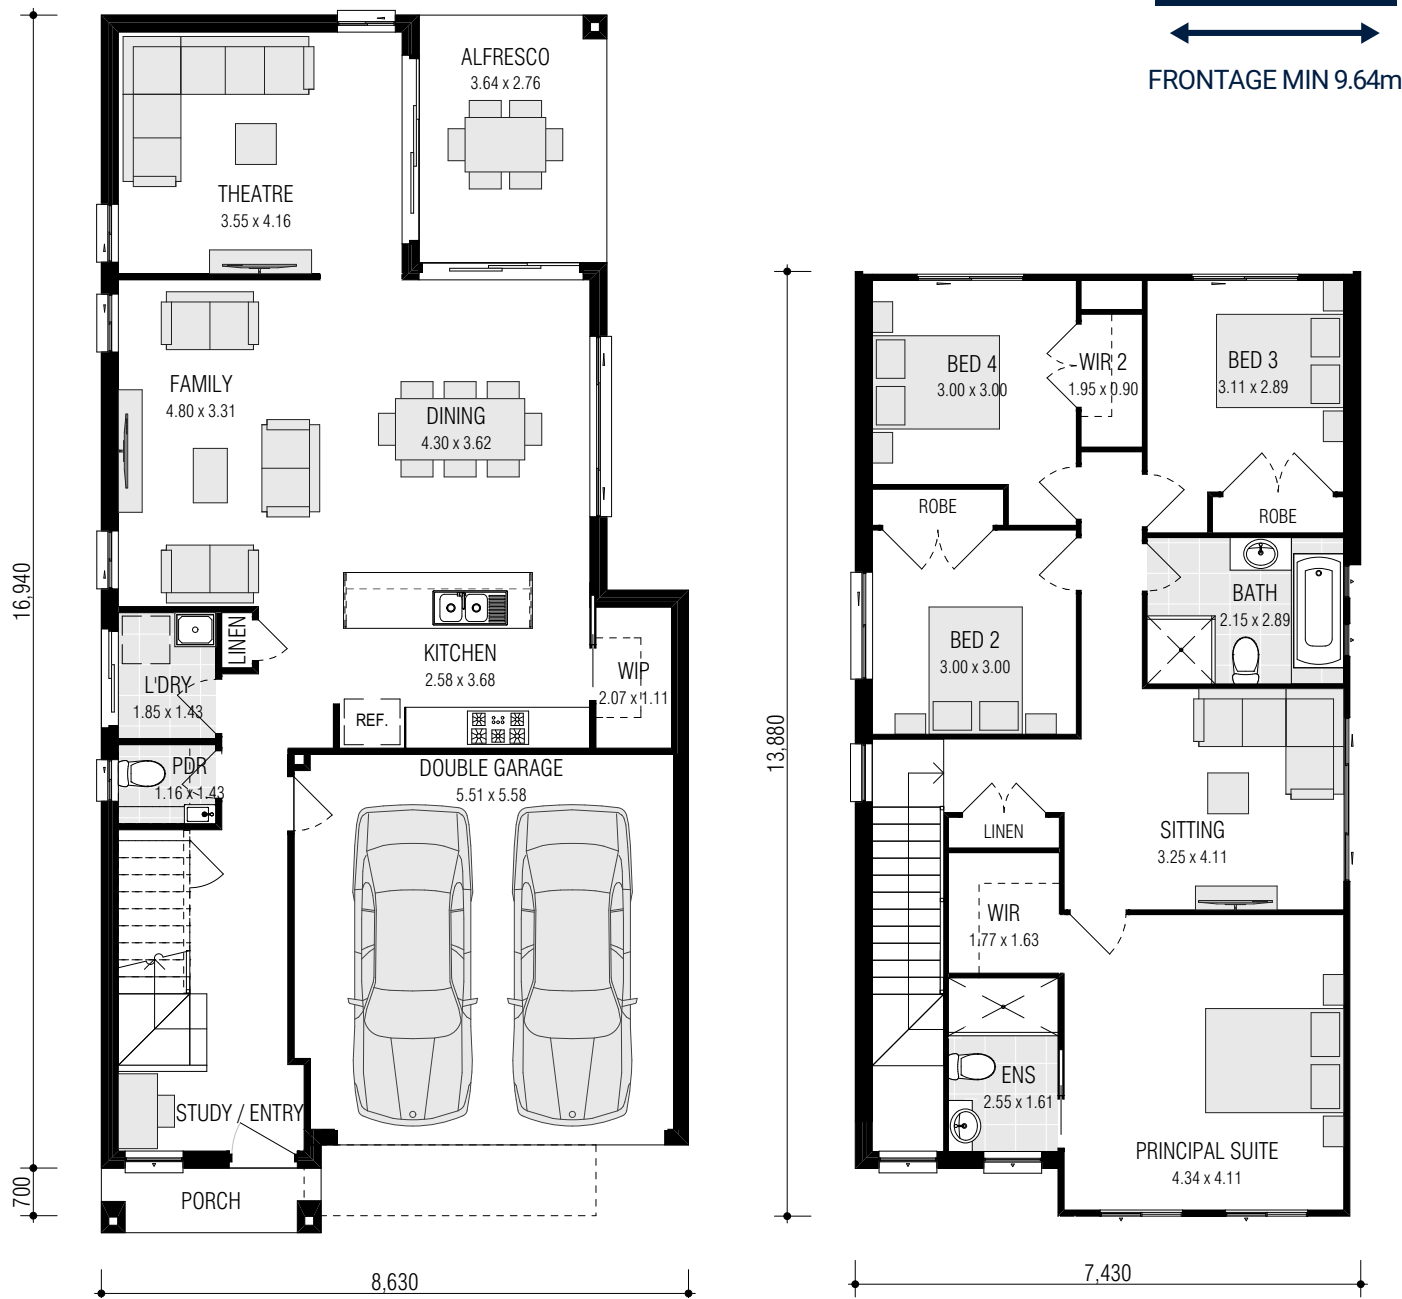 FRONTAGE MIN 9.64m
ALFRESCO
3.64 x 2.76
THEATRE
3.55 x 4.16
FAMILY
4.80 x 3.31
DINING
4.30 x 3.62
16,940
LINEN
KITCHEN
2.58 x 3.68
WIP
2.07 x 1.11
L'DRY
1.85 x 1.43
REF.
PDR
1.16 x 1.43
DOUBLE GARAGE
5.51 x 5.58
STUDY / ENTRY
700
PORCH
8,630
BED 4
3.00 x 3.00
WIR 2
1.95 x 0.90
BED 3
3.11 x 2.89
ROBE
ROBE
BATH
2.15 x 2.89
BED 2
3.00 x 3.00
13,880
LINEN
SITTING
3.25 x 4.11
WIR
1.77 x 1.63
ENS
2.55 x 1.61
PRINCIPAL SUITE
4.34 x 4.11
7,430